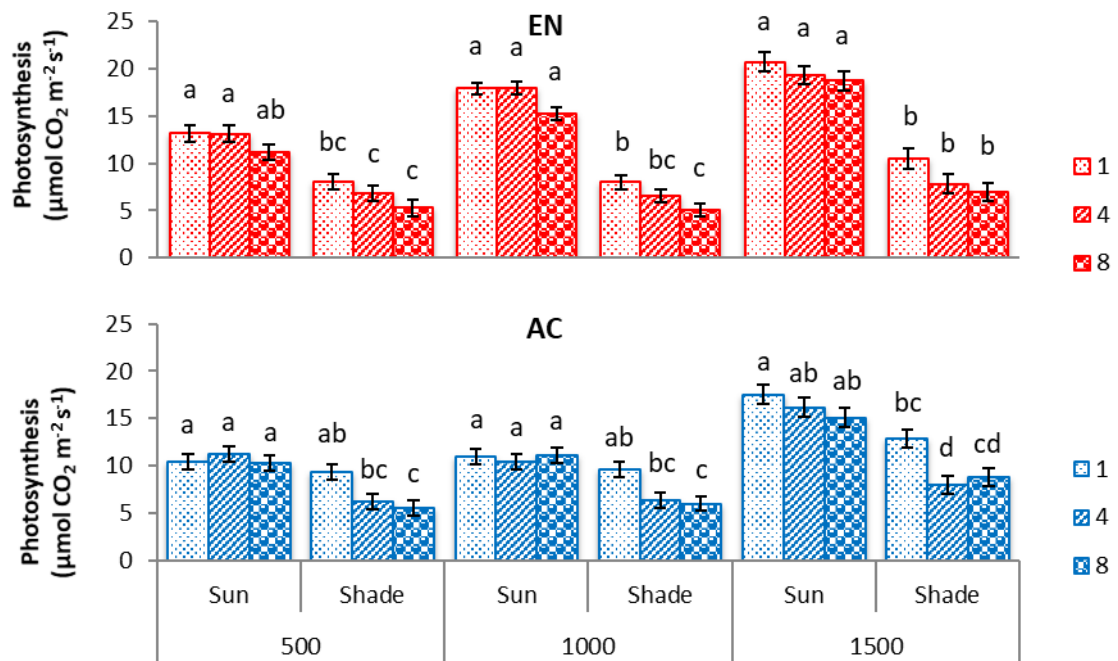 EN
Photosynthesis
(µmol CO₂ m⁻² s⁻¹)
25
20
15
10
5
0
a a ab bc c c a a a b bc c a a a b b b
1
4
8
AC
Photosynthesis
(µmol CO₂ m⁻² s⁻¹)
25
20
15
10
5
0
a a a ab bc c a a a ab bc c a ab ab bc d cd
1
4
8
Sun Shade Sun Shade Sun Shade
500 1000 1500